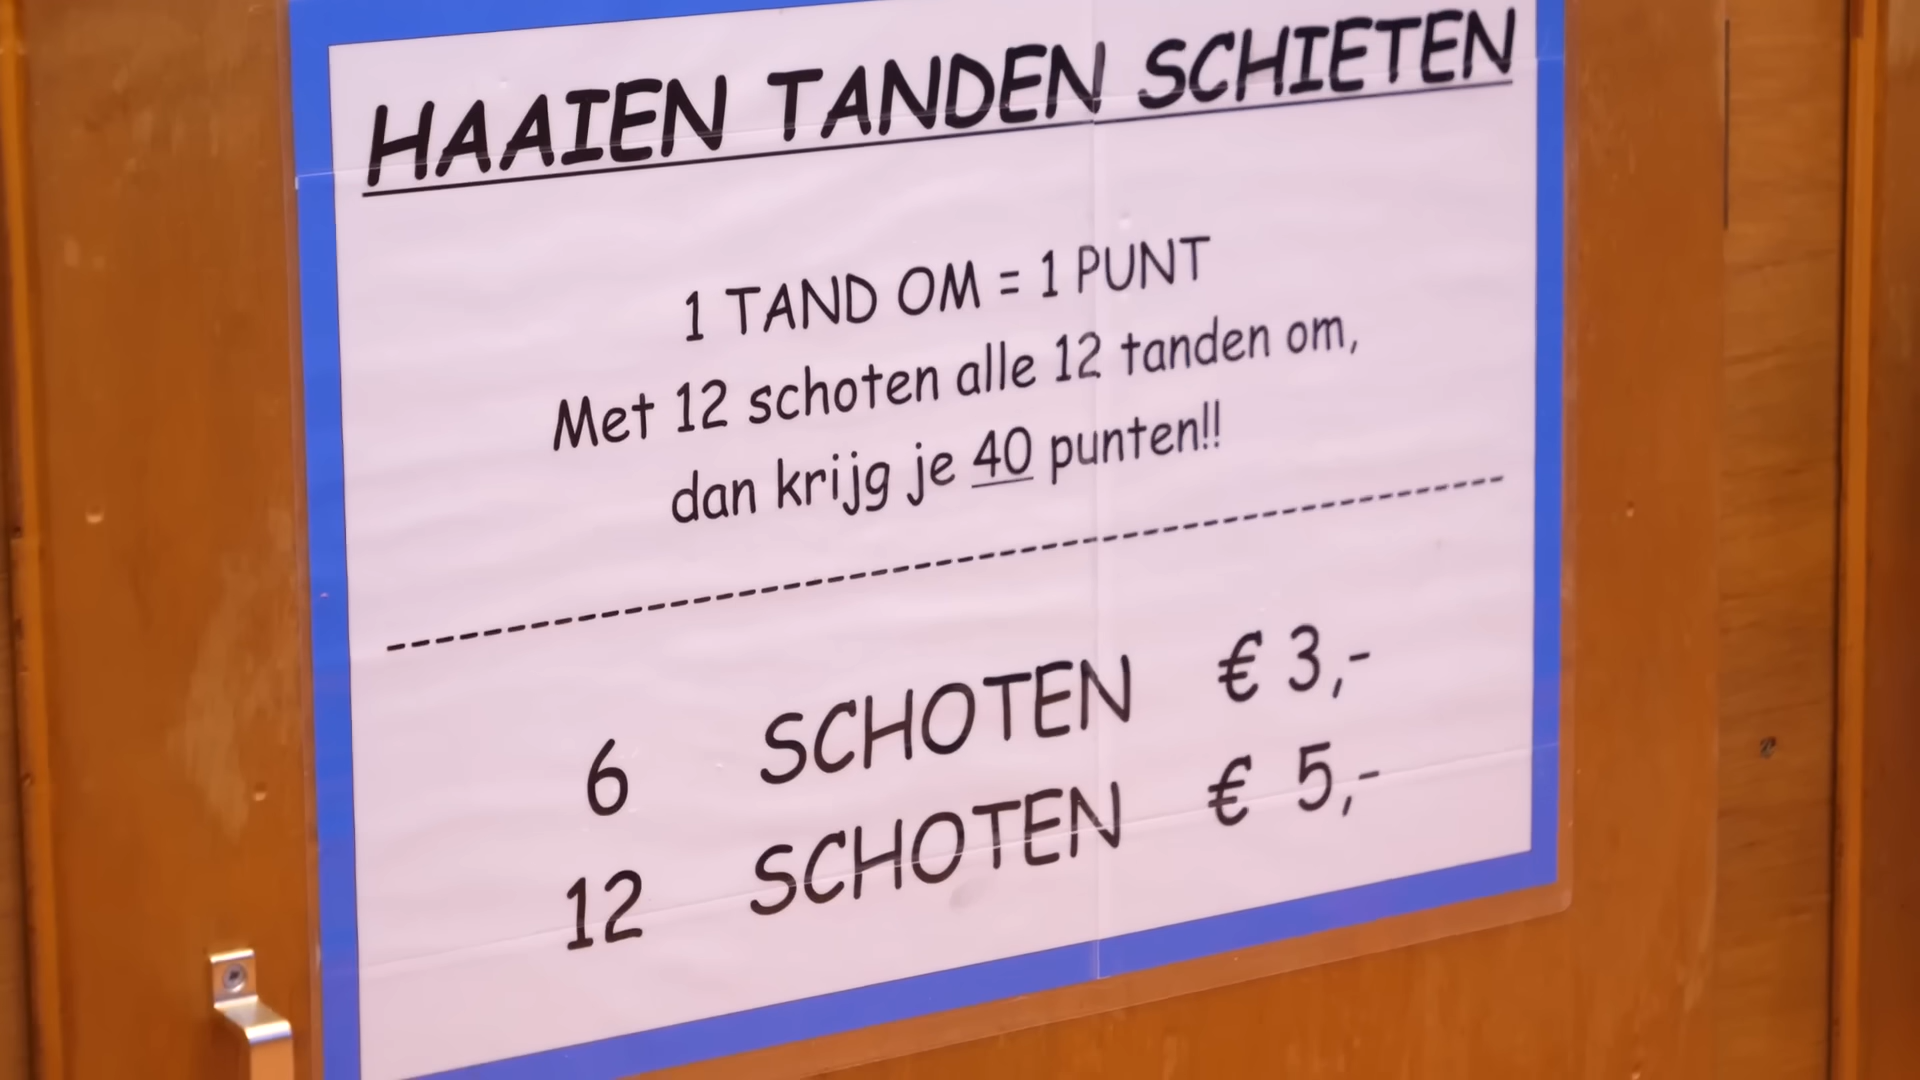 HAAIEN TANDEN SCHIETEN
1 TAND OM = 1 PUNT
Met 12 schoten alle 12 tanden om,
dan krijg je 40 punten!!
6 SCHOTEN € 3,-
12 SCHOTEN € 5,-